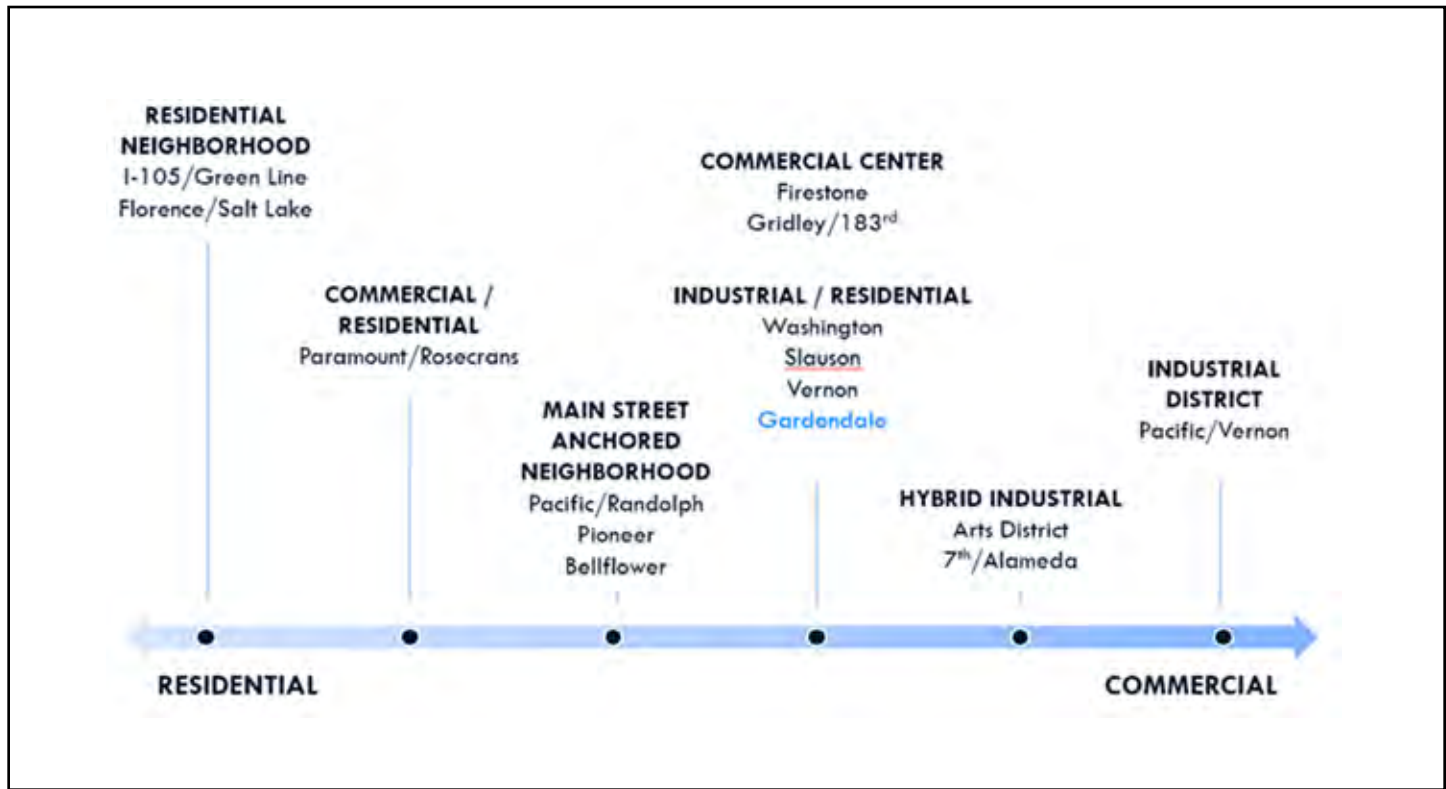 RESIDENTIAL
NEIGHBORHOOD
I-105/Green Line
Florence/Salt Lake
COMMERCIAL /
RESIDENTIAL
Paramount/Rosecrans
MAIN STREET
ANCHORED
NEIGHBORHOOD
Pacific/Randolph
Pioneer
Bellflower
COMMERCIAL CENTER
Firestone
Gridley/183rd
INDUSTRIAL / RESIDENTIAL
Washington
Slauson
Vernon
Gardendale
HYBRID INDUSTRIAL
Arts District
7th/Alameda
INDUSTRIAL
DISTRICT
Pacific/Vernon
RESIDENTIAL
COMMERCIAL